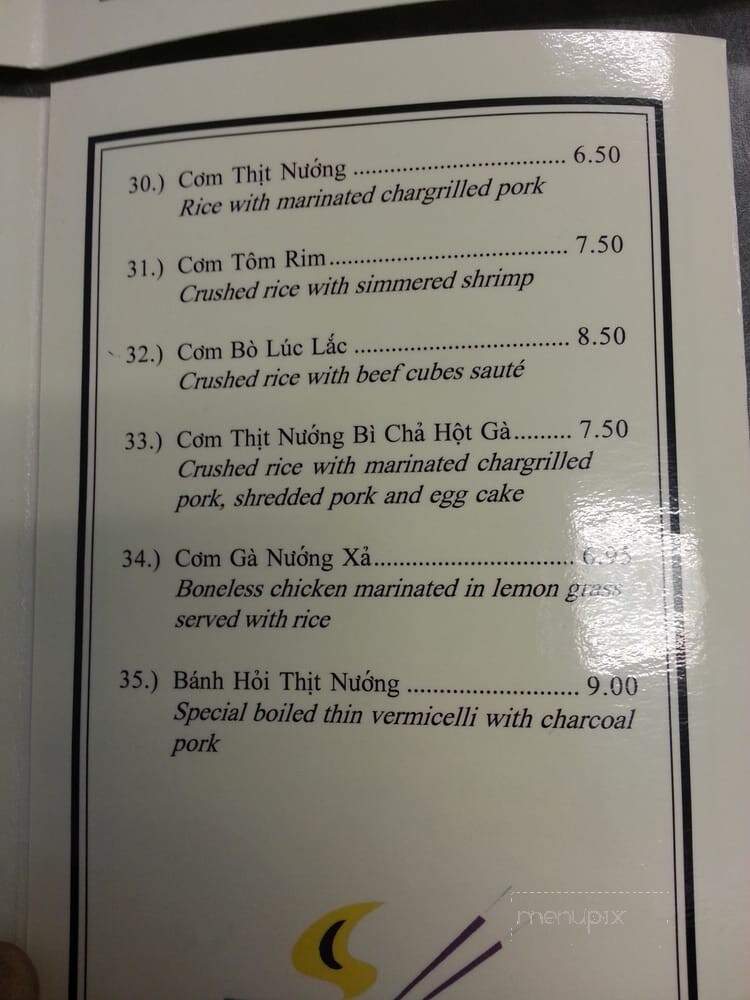 30.) Cơm Thịt Nướng .............................. 6.50
Rice with marinated chargrilled pork
31.) Cơm Tôm Rim.................................. 7.50
Crushed rice with simmered shrimp
32.) Cơm Bò Lúc Lắc .............................. 8.50
Crushed rice with beef cubes sauté
33.) Cơm Thịt Nướng Bì Chả Hột Gà......... 7.50
Crushed rice with marinated chargrilled
pork, shredded pork and egg cake
34.) Cơm Gà Nướng Xả............................ 6.95
Boneless chicken marinated in lemon grass
served with rice
35.) Bánh Hỏi Thịt Nướng ........................ 9.00
Special boiled thin vermicelli with charcoal
pork
menupix